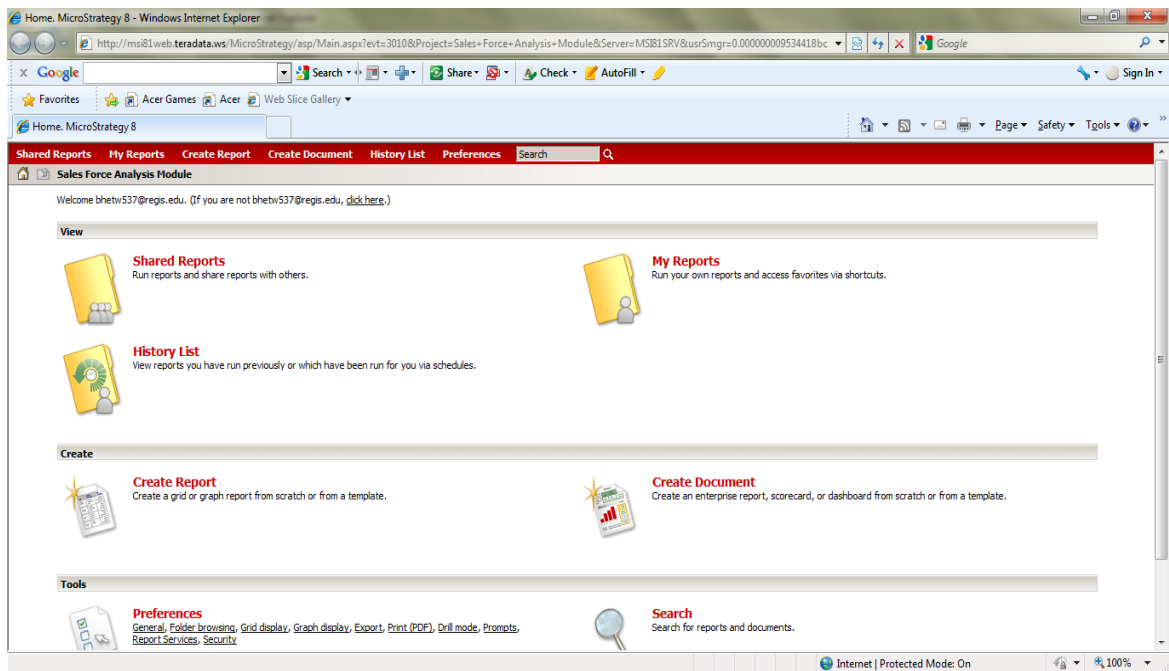 Home. MicroStrategy 8 - Windows Internet Explorer
http://msi81web.teradata.ws/MicroStrategy/asp/Main.aspx?evt=3010&Project=Sales+Force+Analysis+Module&Server=MSI81SRV&usrSmgr=0.000000009534418bc
Google
x Google Search Share Check AutoFill Sign In
Favorites Acer Games Acer Web Slice Gallery
Home. MicroStrategy 8 Page Safety Tools
Shared Reports My Reports Create Report Create Document History List Preferences Search
Sales Force Analysis Module
Welcome bhetw537@regis.edu. (If you are not bhetw537@regis.edu, click here.)
View
Shared Reports
Run reports and share reports with others.
My Reports
Run your own reports and access favorites via shortcuts.
History List
View reports you have run previously or which have been run for you via schedules.
Create
Create Report
Create a grid or graph report from scratch or from a template.
Create Document
Create an enterprise report, scorecard, or dashboard from scratch or from a template.
Tools
Preferences
General, Folder browsing, Grid display, Graph display, Export, Print (PDF), Drill mode, Prompts,
Report Services, Security
Search
Search for reports and documents.
Internet | Protected Mode: On 100%